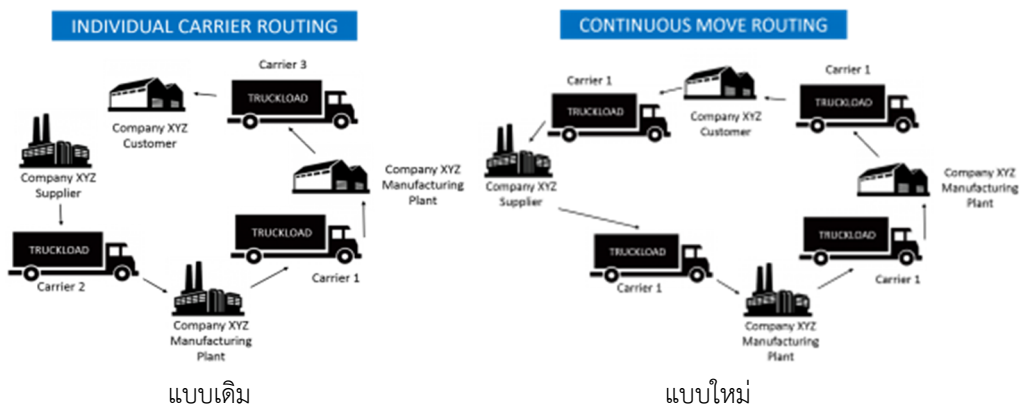 INDIVIDUAL CARRIER ROUTING
Carrier 3
TRUCKLOAD
Company XYZ
Customer
Company XYZ
Supplier
Company XYZ
Manufacturing
Plant
TRUCKLOAD
Carrier 1
TRUCKLOAD
Carrier 2
Company XYZ
Manufacturing
Plant
แบบเดิม
CONTINUOUS MOVE ROUTING
Carrier 1
TRUCKLOAD
Company XYZ
Customer
Carrier 1
TRUCKLOAD
Company XYZ
Supplier
Company XYZ
Manufacturing
Plant
TRUCKLOAD
Carrier 1
TRUCKLOAD
Carrier 1
Company XYZ
Manufacturing
Plant
แบบใหม่